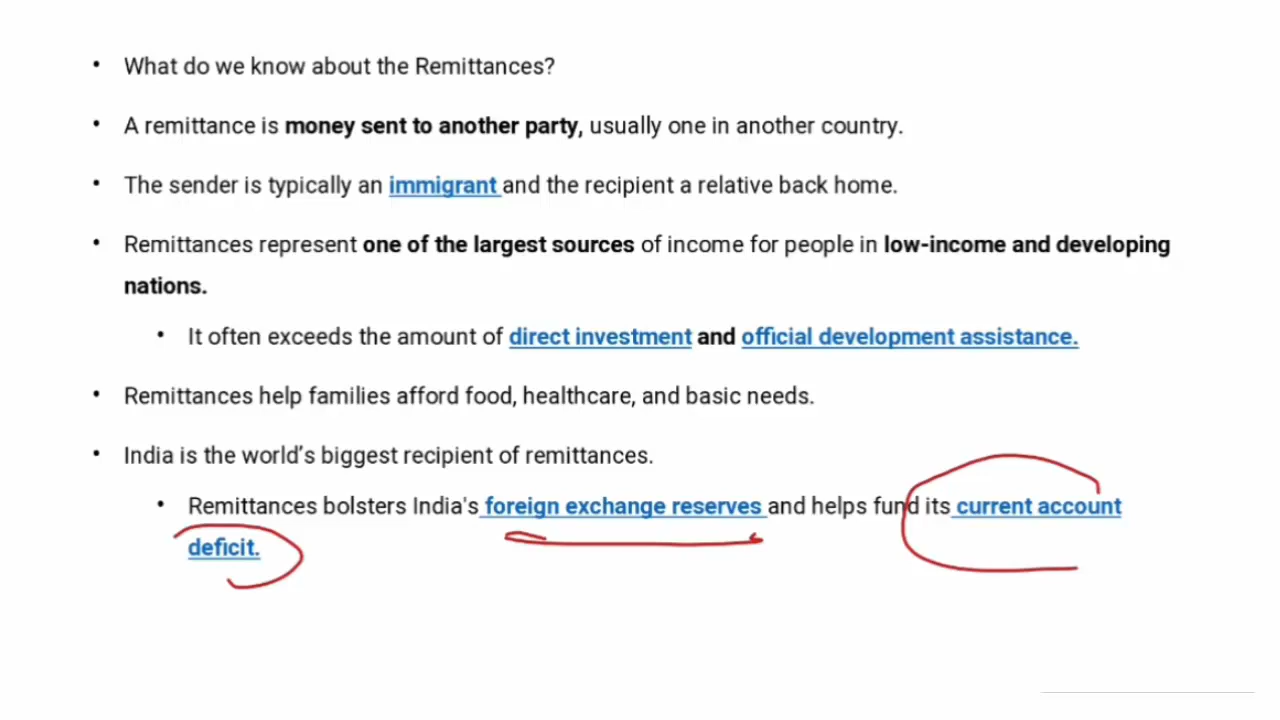 • What do we know about the Remittances?
• A remittance is money sent to another party, usually one in another country.
• The sender is typically an immigrant and the recipient a relative back home.
• Remittances represent one of the largest sources of income for people in low-income and developing
nations.
• It often exceeds the amount of direct investment and official development assistance.
• Remittances help families afford food, healthcare, and basic needs.
• India is the world’s biggest recipient of remittances.
• Remittances bolsters India's foreign exchange reserves and helps fund its current account
deficit.